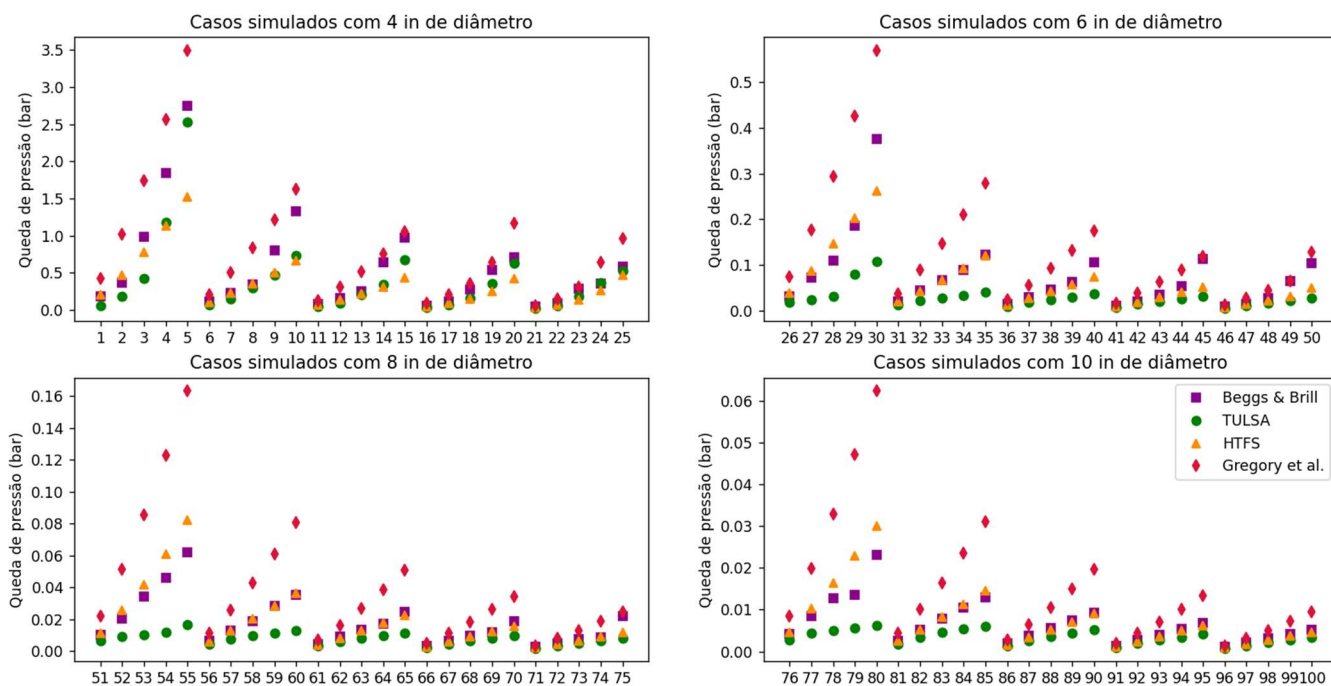 Casos simulados com 4 in de diâmetro
Queda de pressão (bar)
3.5
3.0
2.5
2.0
1.5
1.0
0.5
0.0
1 2 3 4 5 6 7 8 9 10 11 12 13 14 15 16 17 18 19 20 21 22 23 24 25
Casos simulados com 6 in de diâmetro
Queda de pressão (bar)
0.5
0.4
0.3
0.2
0.1
0.0
26 27 28 29 30 31 32 33 34 35 36 37 38 39 40 41 42 43 44 45 46 47 48 49 50
Casos simulados com 8 in de diâmetro
Queda de pressão (bar)
0.16
0.14
0.12
0.10
0.08
0.06
0.04
0.02
0.00
51 52 53 54 55 56 57 58 59 60 61 62 63 64 65 66 67 68 69 70 71 72 73 74 75
Casos simulados com 10 in de diâmetro
Queda de pressão (bar)
0.06
0.05
0.04
0.03
0.02
0.01
0.00
76 77 78 79 80 81 82 83 84 85 86 87 88 89 90 91 92 93 94 95 96 97 98 99100
Beggs & Brill
TULSA
HTFS
Gregory et al.